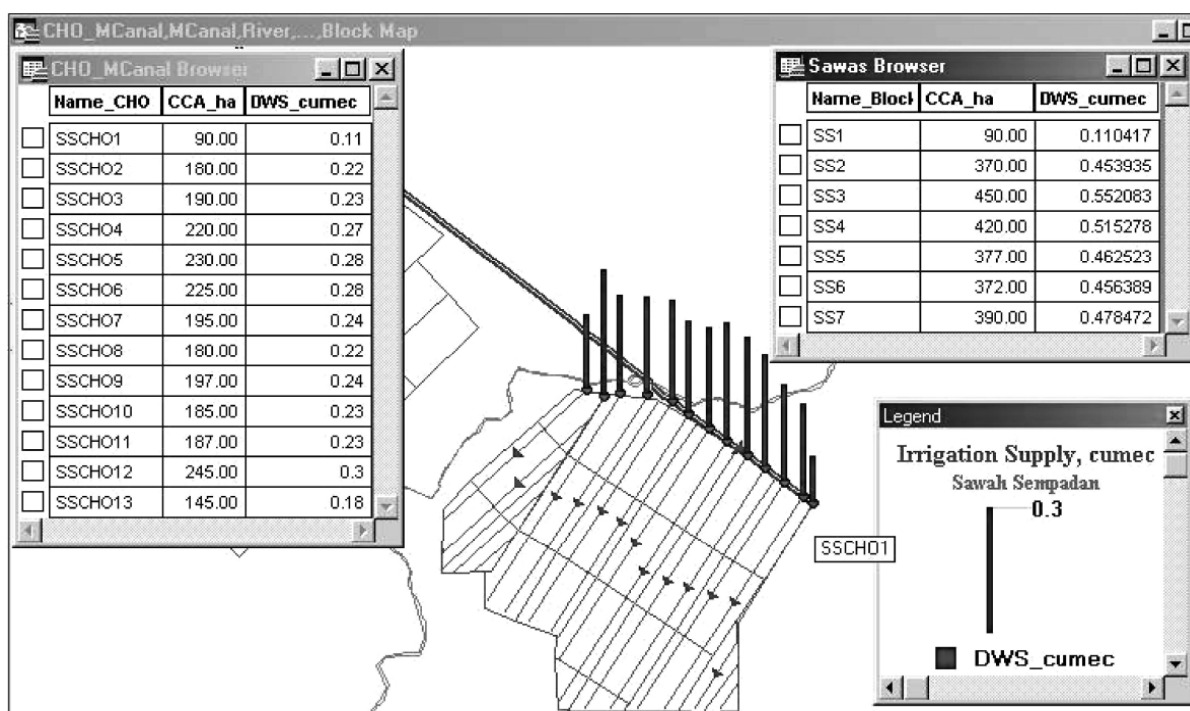 CHO_MCanal,MCanal,River,...,Block Map
CHO_MCanal Browser
Name_CHO CCA_ha DWS_cumec
SSCHO1 90.00 0.11
SSCHO2 180.00 0.22
SSCHO3 190.00 0.23
SSCHO4 220.00 0.27
SSCHO5 230.00 0.28
SSCHO6 225.00 0.28
SSCHO7 195.00 0.24
SSCHO8 180.00 0.22
SSCHO9 197.00 0.24
SSCHO10 185.00 0.23
SSCHO11 187.00 0.23
SSCHO12 245.00 0.3
SSCHO13 145.00 0.18
Sawas Browser
Name_Block CCA_ha DWS_cumec
SS1 90.00 0.110417
SS2 370.00 0.453935
SS3 450.00 0.552083
SS4 420.00 0.515278
SS5 377.00 0.462523
SS6 372.00 0.456389
SS7 390.00 0.478472
SSCHO1
Legend
Irrigation Supply, cumec
Sawah Sempadan
0.3
DWS_cumec